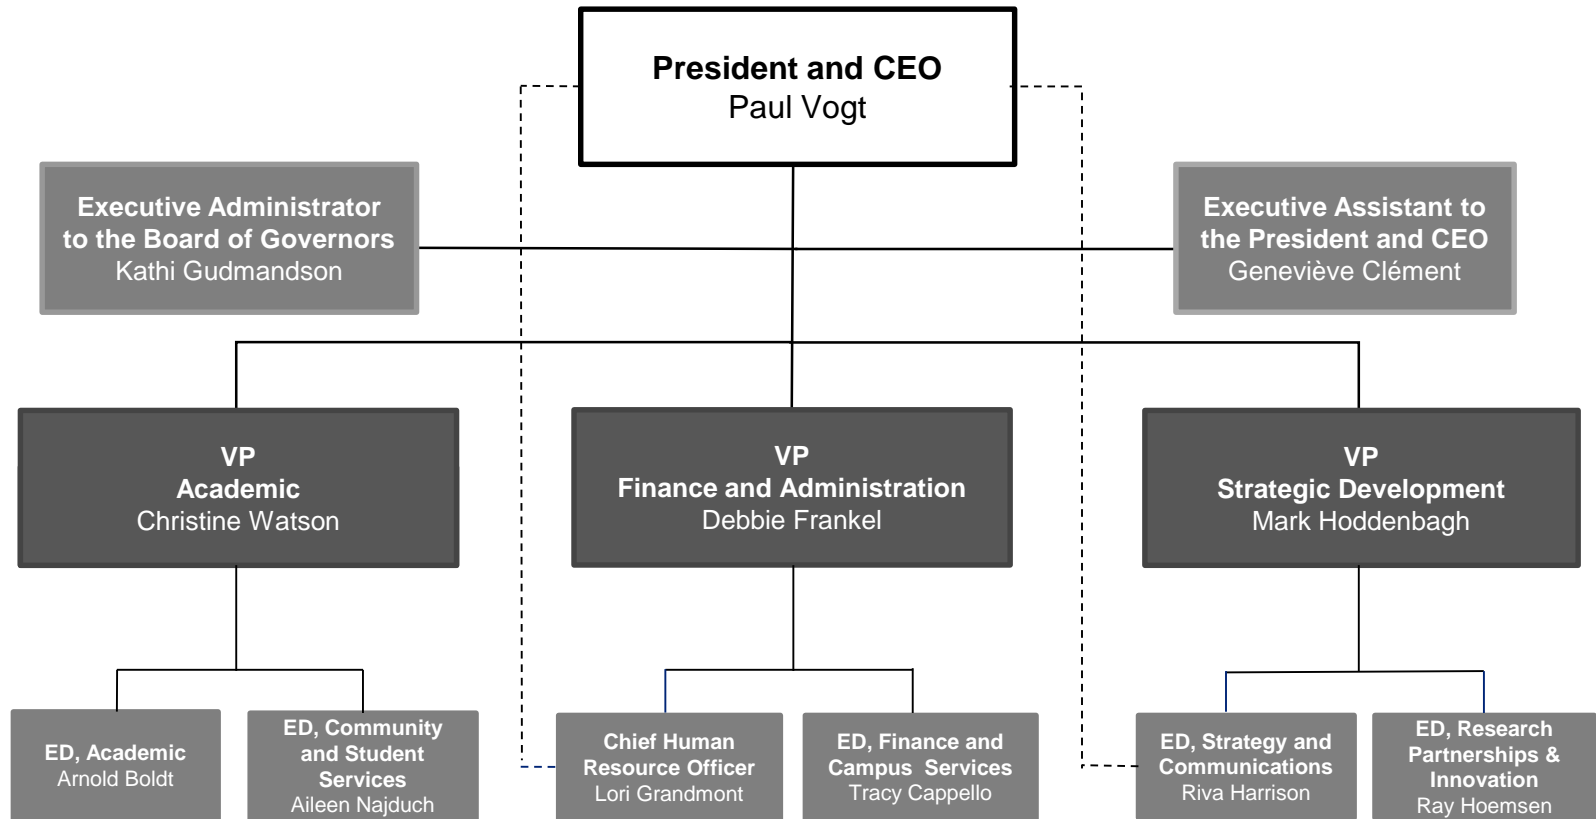 President and CEO
Paul Vogt
Executive Administrator
to the Board of Governors
Kathi Gudmandson
Executive Assistant to
the President and CEO
Geneviève Clément
VP
Academic
Christine Watson
VP
Finance and Administration
Debbie Frankel
VP
Strategic Development
Mark Hoddenbagh
ED, Academic
Arnold Boldt
ED, Community
and Student
Services
Aileen Najduch
Chief Human
Resource Officer
Lori Grandmont
ED, Finance and
Campus Services
Tracy Cappello
ED, Strategy and
Communications
Riva Harrison
ED, Research
Partnerships &
Innovation
Ray Hoemsen